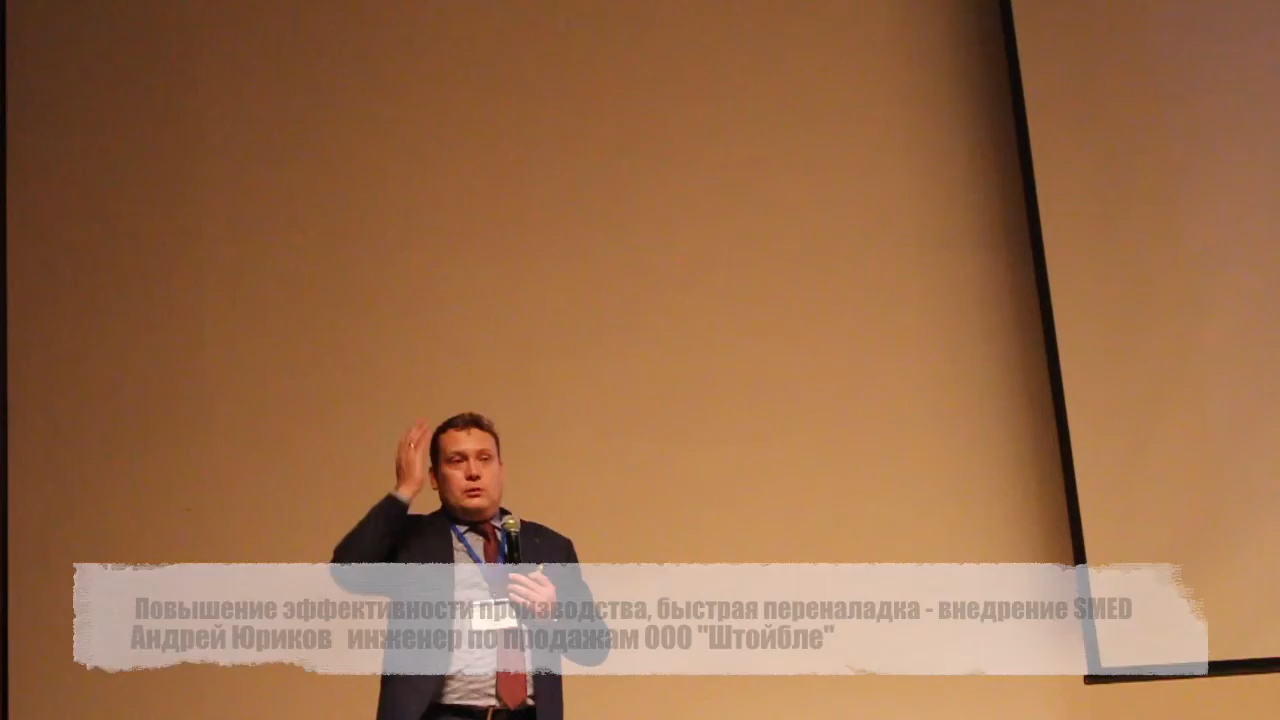 Повышение эффективности производства, быстрая переналадка - внедрение SMED
Андрей Юриков инженер по продажам ООО "Штойбле"